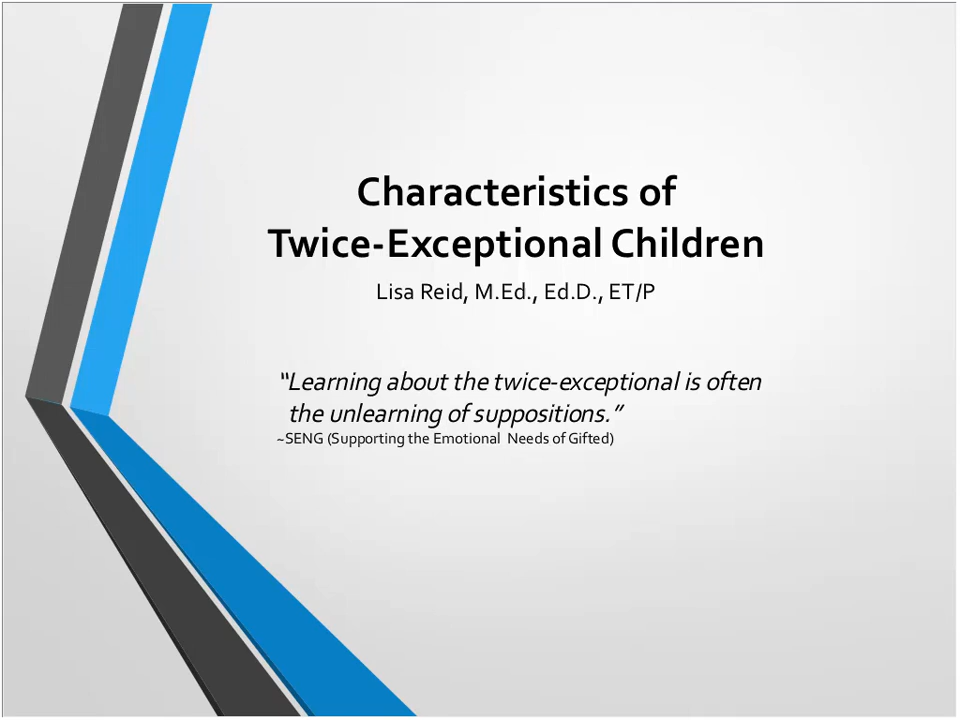 Characteristics of
Twice-Exceptional Children
Lisa Reid, M.Ed., Ed.D., ET/P
“Learning about the twice-exceptional is often
the unlearning of suppositions.”
~SENG (Supporting the Emotional Needs of Gifted)